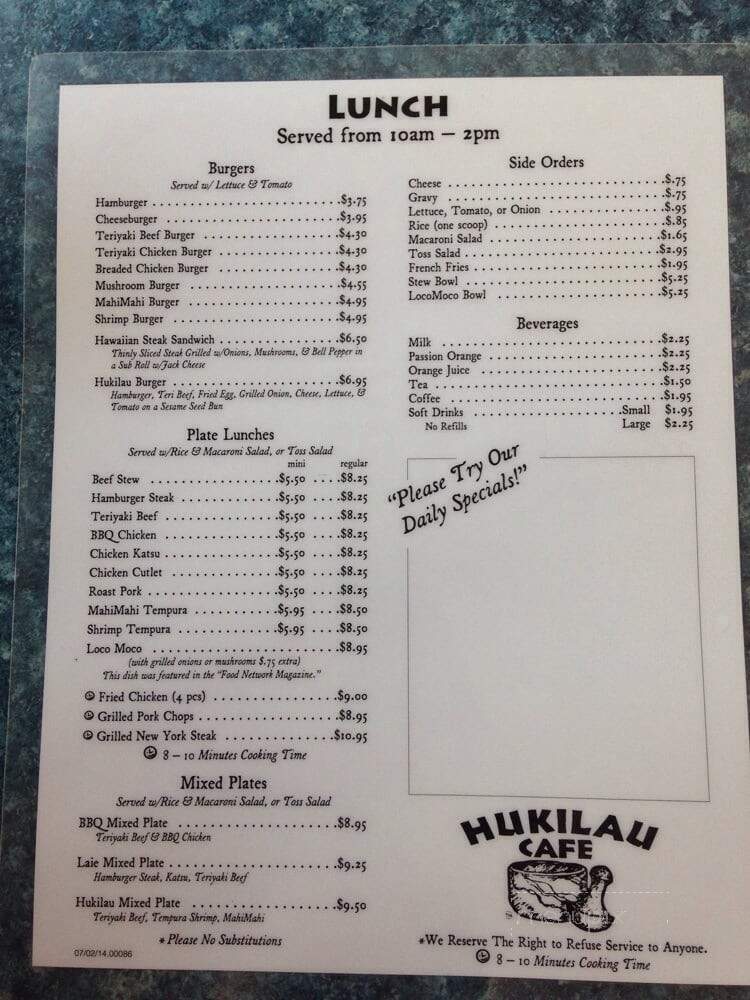 LUNCH
Served from 10am – 2pm
Burgers
Served w/ Lettuce & Tomato
Hamburger . . . . . . . . . . . . . . . . . . . . . . . .$3.75
Cheeseburger . . . . . . . . . . . . . . . . . . . . . .$3.95
Teriyaki Beef Burger . . . . . . . . . . . . . . . . . .$4.30
Teriyaki Chicken Burger . . . . . . . . . . . . . . .$4.30
Breaded Chicken Burger . . . . . . . . . . . . . . .$4.30
Mushroom Burger . . . . . . . . . . . . . . . . . . .$4.55
MahiMahi Burger . . . . . . . . . . . . . . . . . . . .$4.95
Shrimp Burger . . . . . . . . . . . . . . . . . . . . . .$4.95
Hawaiian Steak Sandwich . . . . . . . . . . . . . . .$6.50
Thinly Sliced Steak Grilled w/Onions, Mushrooms, & Bell Pepper in
a Sub Roll w/Jack Cheese
Hukilau Burger . . . . . . . . . . . . . . . . . . . . .$6.95
Hamburger, Teri Beef, Fried Egg, Grilled Onion, Cheese, Lettuce, &
Tomato on a Sesame Seed Bun
Plate Lunches
Served w/Rice & Macaroni Salad, or Toss Salad
mini regular
Beef Stew . . . . . . . . . . . . . . . .$5.50 . . . .$8.25
Hamburger Steak . . . . . . . . . . . . .$5.50 . . . .$8.25
Teriyaki Beef . . . . . . . . . . . . . . .$5.50 . . . .$8.25
BBQ Chicken . . . . . . . . . . . . . . .$5.50 . . . .$8.25
Chicken Katsu . . . . . . . . . . . . . . .$5.50 . . . .$8.25
Chicken Cutlet . . . . . . . . . . . . . .$5.50 . . . .$8.25
Roast Pork . . . . . . . . . . . . . . . . .$5.50 . . . .$8.25
MahiMahi Tempura . . . . . . . . . . .$5.95 . . . .$8.50
Shrimp Tempura . . . . . . . . . . . . .$5.95 . . . .$8.50
Loco Moco . . . . . . . . . . . . . . . . . . . . . . . .$8.95
(with grilled onions or mushrooms $.75 extra)
This dish was featured in the "Food Network Magazine."
Fried Chicken (4 pcs) . . . . . . . . . . . . . . . .$9.00
Grilled Pork Chops . . . . . . . . . . . . . . . . . .$8.95
Grilled New York Steak . . . . . . . . . . . . . . .$10.95
8 – 10 Minutes Cooking Time
Mixed Plates
Served w/Rice & Macaroni Salad, or Toss Salad
BBQ Mixed Plate . . . . . . . . . . . . . . . . . . . .$8.95
Teriyaki Beef & BBQ Chicken
Laie Mixed Plate . . . . . . . . . . . . . . . . . . . . .$9.25
Hamburger Steak, Katsu, Teriyaki Beef
Hukilau Mixed Plate . . . . . . . . . . . . . . . . . .$9.50
Teriyaki Beef, Tempura Shrimp, MahiMahi
*Please No Substitutions
07/02/14.00086
Side Orders
Cheese . . . . . . . . . . . . . . . . . . . . . . . . . . . .$.75
Gravy . . . . . . . . . . . . . . . . . . . . . . . . . . . . .$.75
Lettuce, Tomato, or Onion . . . . . . . . . . . . . . .$.95
Rice (one scoop) . . . . . . . . . . . . . . . . . . . . . .$.85
Macaroni Salad . . . . . . . . . . . . . . . . . . . . . .$1.65
Toss Salad . . . . . . . . . . . . . . . . . . . . . . . . .$2.95
French Fries . . . . . . . . . . . . . . . . . . . . . . . .$1.95
Stew Bowl . . . . . . . . . . . . . . . . . . . . . . . . .$5.25
LocoMoco Bowl . . . . . . . . . . . . . . . . . . . . .$5.25
Beverages
Milk . . . . . . . . . . . . . . . . . . . . . . . . . . . .$2.25
Passion Orange . . . . . . . . . . . . . . . . . . . . . .$2.25
Orange Juice . . . . . . . . . . . . . . . . . . . . . . . .$2.25
Tea . . . . . . . . . . . . . . . . . . . . . . . . . . . . .$1.50
Coffee . . . . . . . . . . . . . . . . . . . . . . . . . . .$1.95
Soft Drinks . . . . . . . . . . . . . . . . . . .Small $1.95
No Refills Large $2.25
"Please Try Our
Daily Specials!"
HUKILAU
CAFE
*We Reserve The Right to Refuse Service to Anyone.
8 – 10 Minutes Cooking Time